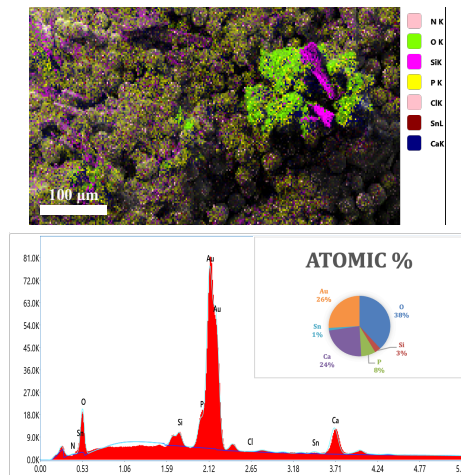 N K
O K
SiK
P K
ClK
SnL
CaK
100 µm
81.0K
72.0K
63.0K
54.0K
45.0K
36.0K
27.0K
18.0K
9.0K
0.0K
0.00
0.53
1.06
1.59
2.12
2.65
3.18
3.71
4.24
4.77
N
Sn
O
Si
P
Au
Au
Cl
Sn
Ca
ATOMIC %
Au
26%
O
38%
Sn
1%
Si
3%
Ca
24%
P
8%